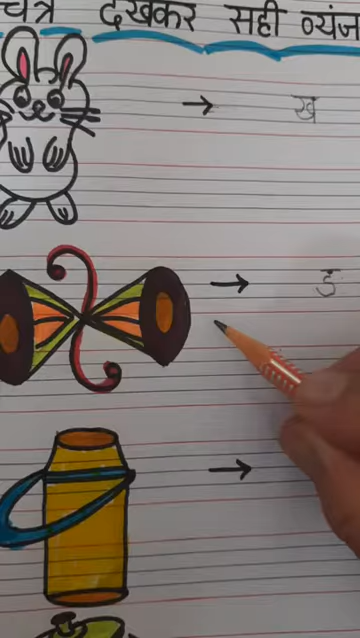 चित्र देखकर सही व्यंज
ख
ड